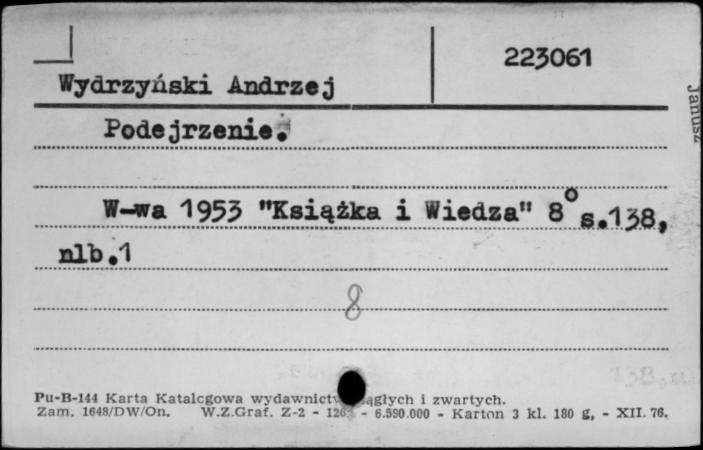 223061
Wydrzyński Andrzej
Podejrzenie.
W-wa 1953 "Książka i Wiedza" 8° s.138,
nlb.1
8
Pu-B-144 Karta Katalogowa wydawnictw ciągłych i zwartych.
Zam. 1648/DW/On. W.Z.Graf. Z-2 - - 6.590.000 - Karton 3 kl. 180 g, - XII. 76.
Janusz